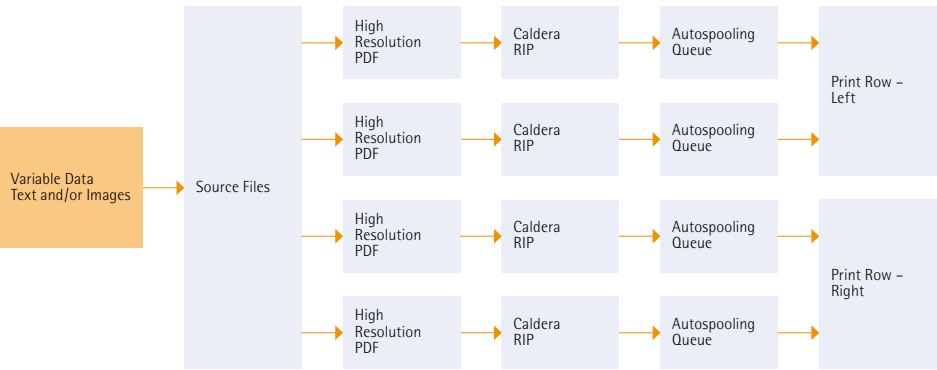 Variable Data
Text and/or Images
Source Files
High
Resolution
PDF
Caldera
RIP
Autospooling
Queue
High
Resolution
PDF
Caldera
RIP
Autospooling
Queue
Print Row –
Left
High
Resolution
PDF
Caldera
RIP
Autospooling
Queue
High
Resolution
PDF
Caldera
RIP
Autospooling
Queue
Print Row –
Right